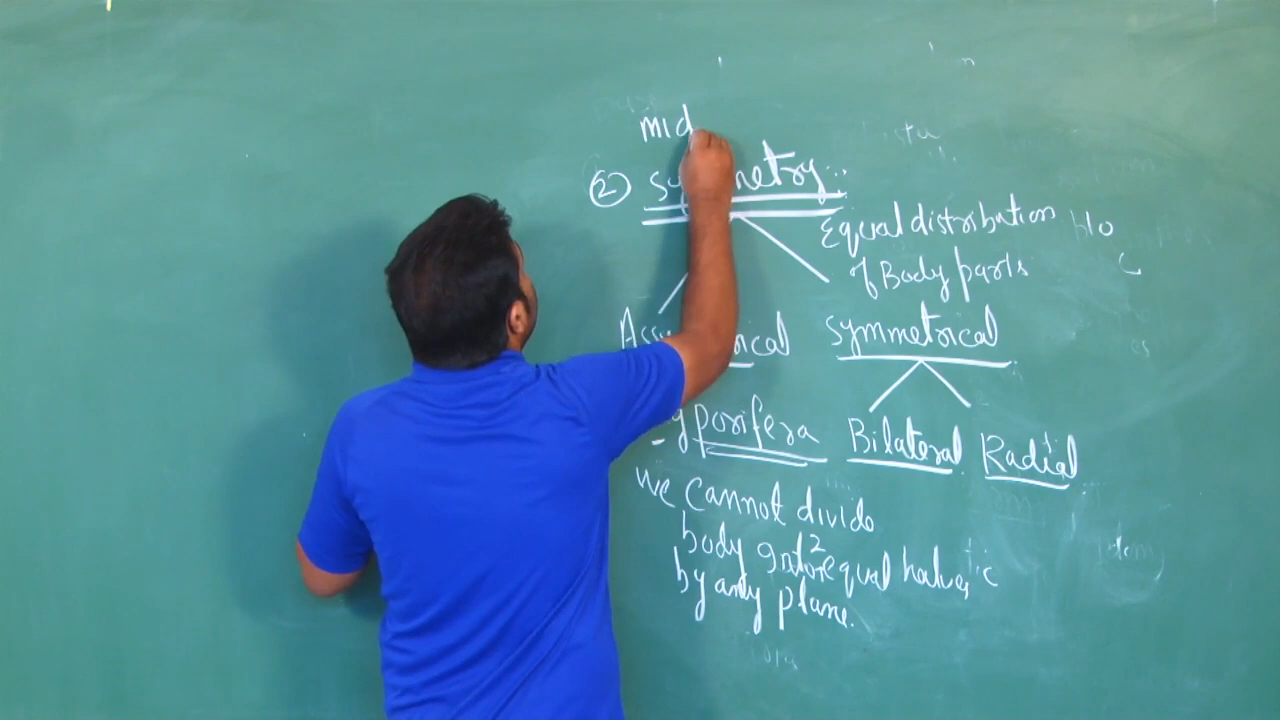 mid
② Symmetry:
Equal distribution
of Body parts
symmetrical
porifera
Bilateral Radial
we cannot divide
body into 2 equal halves
by any plane.